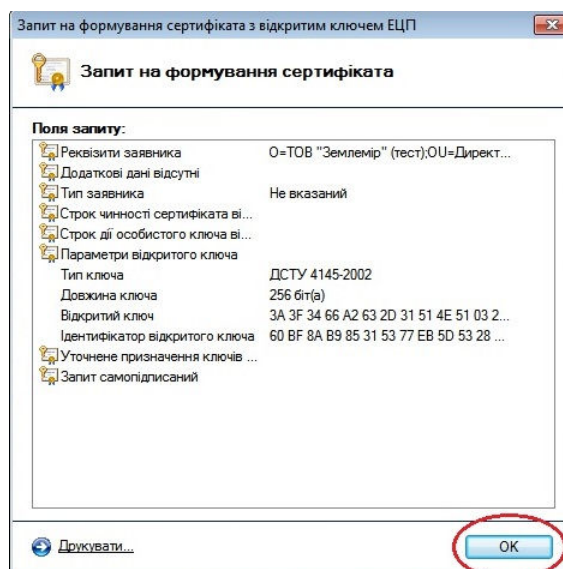 Запит на формування сертифіката з відкритим ключем ЕЦП
Запит на формування сертифіката
Поля запиту:
Реквізити заявника O=ТОВ "Землемір" (тест);OU=Директ...
Додаткові дані відсутні
Тип заявника Не вказаний
Строк чинності сертифіката ві...
Строк дії особистого ключа ві...
Параметри відкритого ключа
Тип ключа ДСТУ 4145-2002
Довжина ключа 256 біт(а)
Відкритий ключ 3A 3F 34 66 A2 63 2D 31 51 4E 51 03 2...
Ідентифікатор відкритого ключа 60 BF 8A B9 85 31 53 77 EB 5D 53 28 ...
Уточнене призначення ключів ...
Запит самопідписаний
Друкувати...
OK